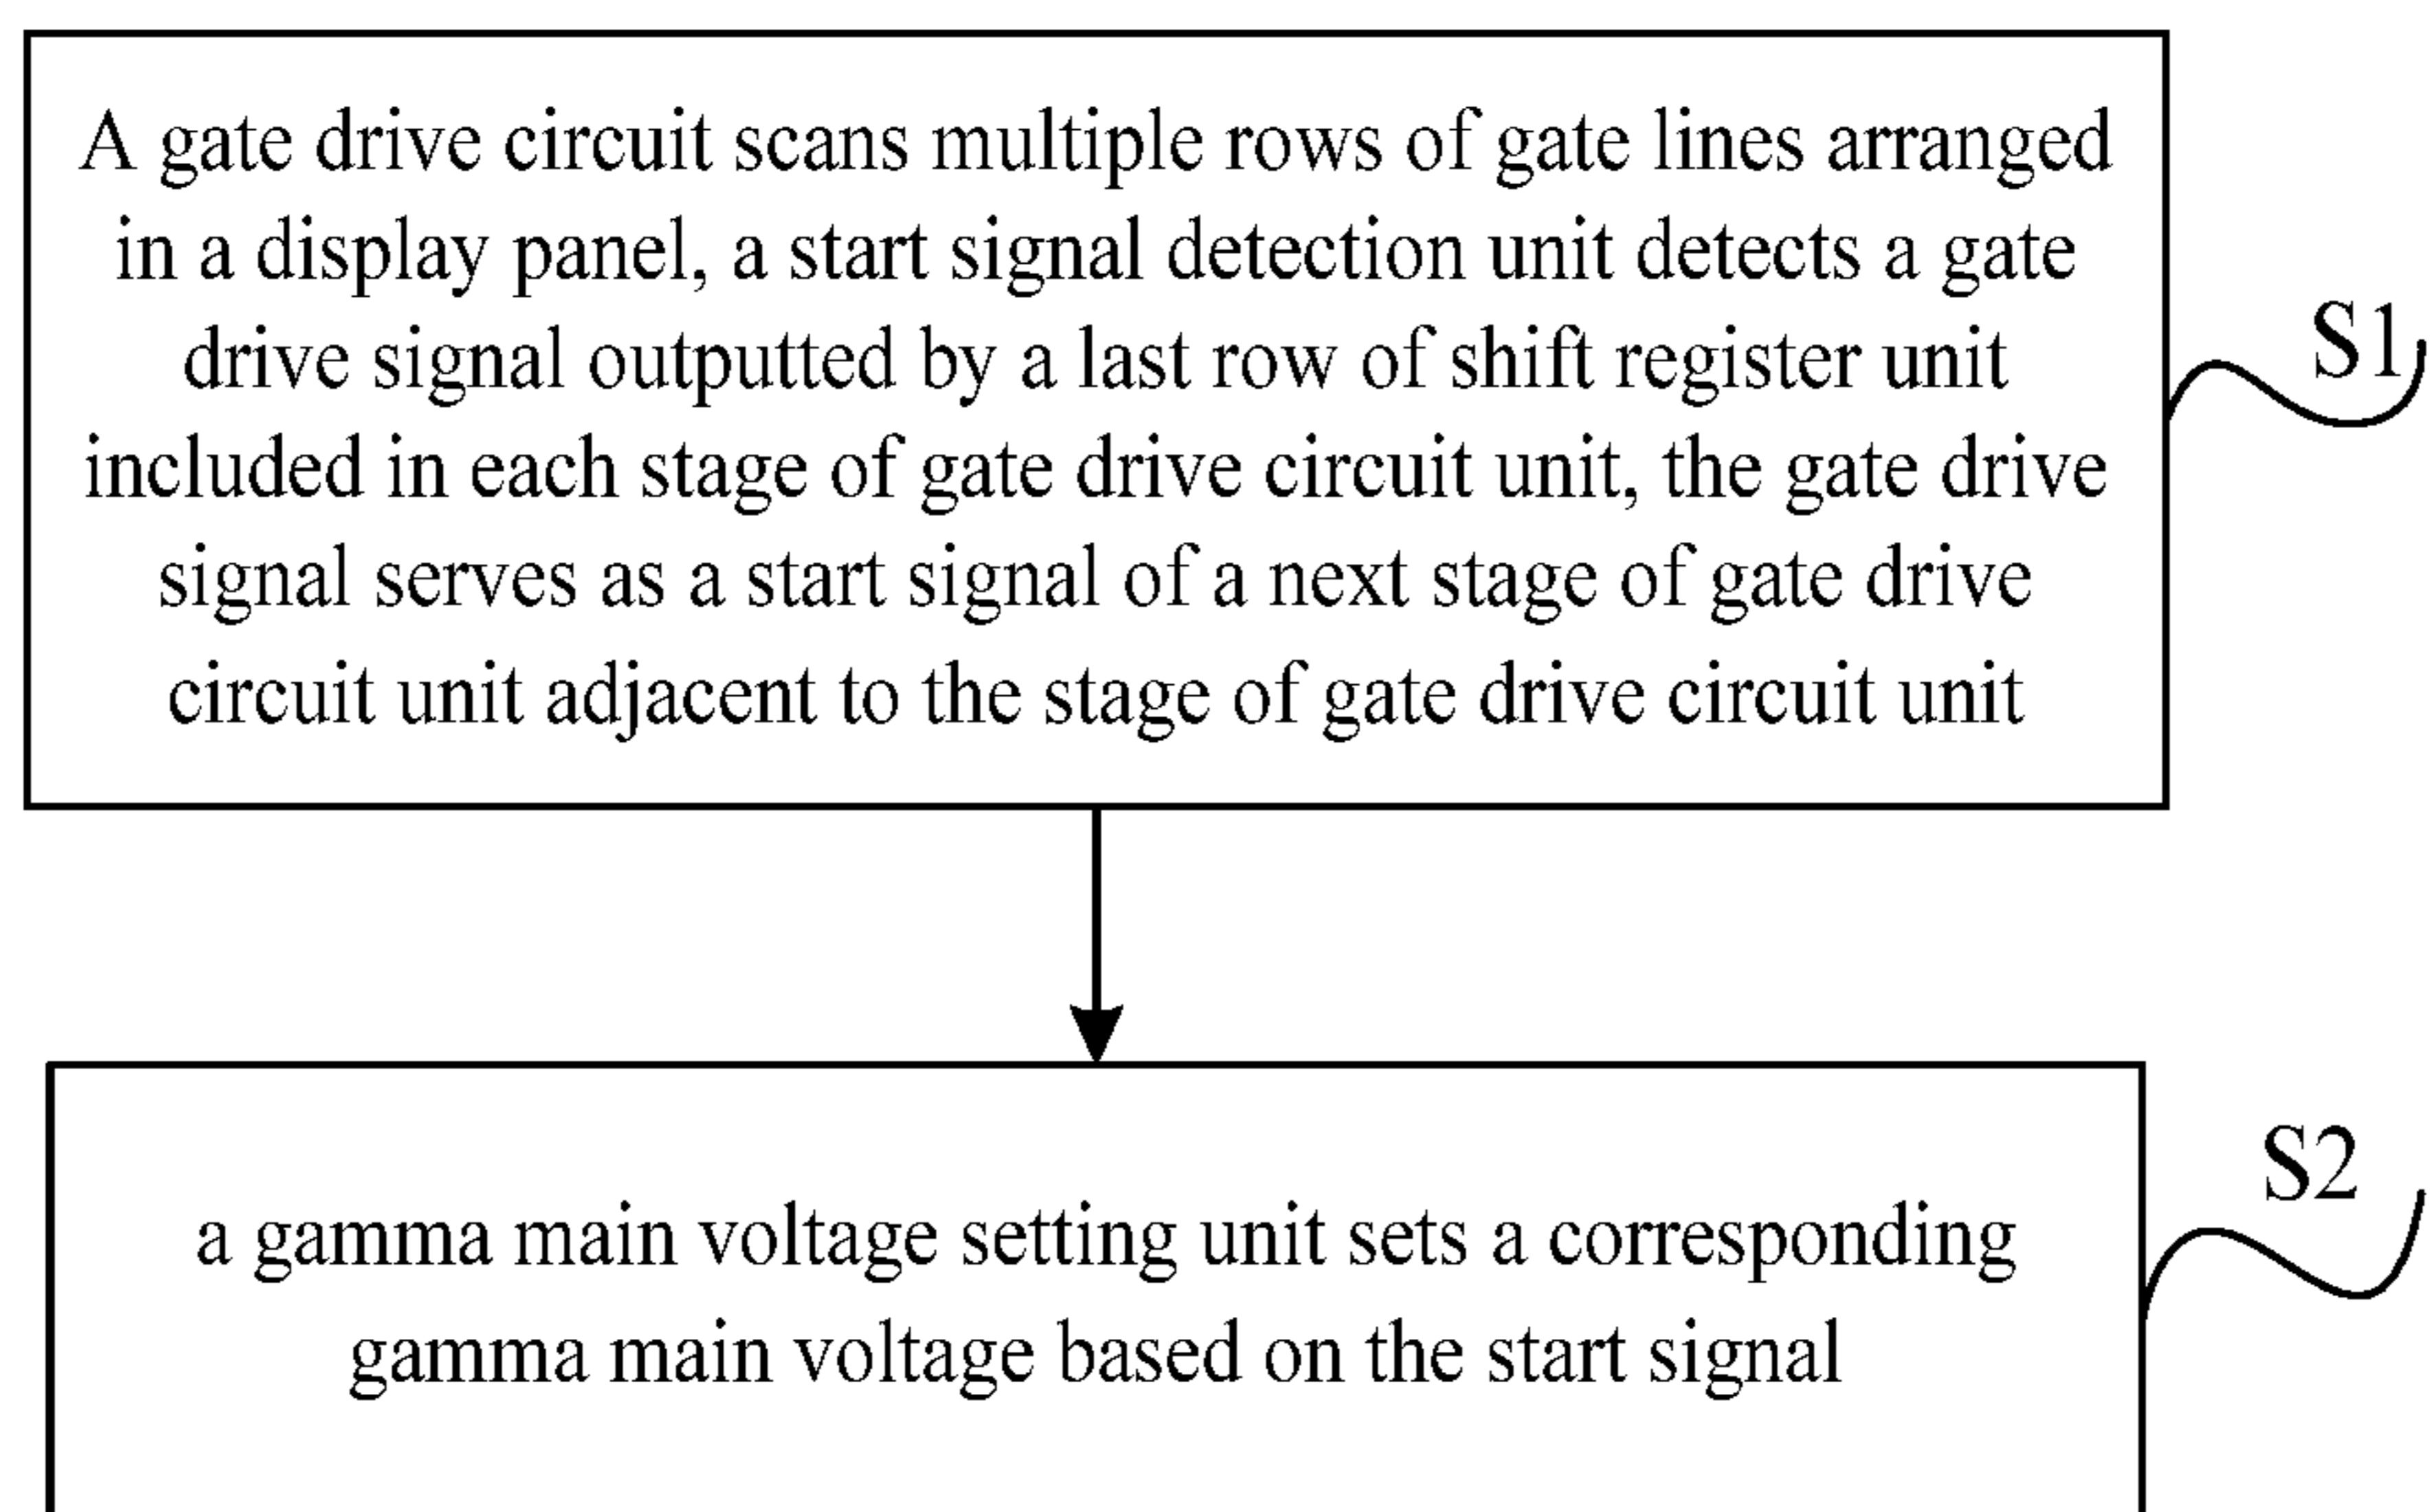 A gate drive circuit scans multiple rows of gate lines arranged
in a display panel, a start signal detection unit detects a gate
drive signal outputted by a last row of shift register unit
included in each stage of gate drive circuit unit, the gate drive
signal serves as a start signal of a next stage of gate drive
circuit unit adjacent to the stage of gate drive circuit unit
S1
S2
a gamma main voltage setting unit sets a corresponding
gamma main voltage based on the start signal